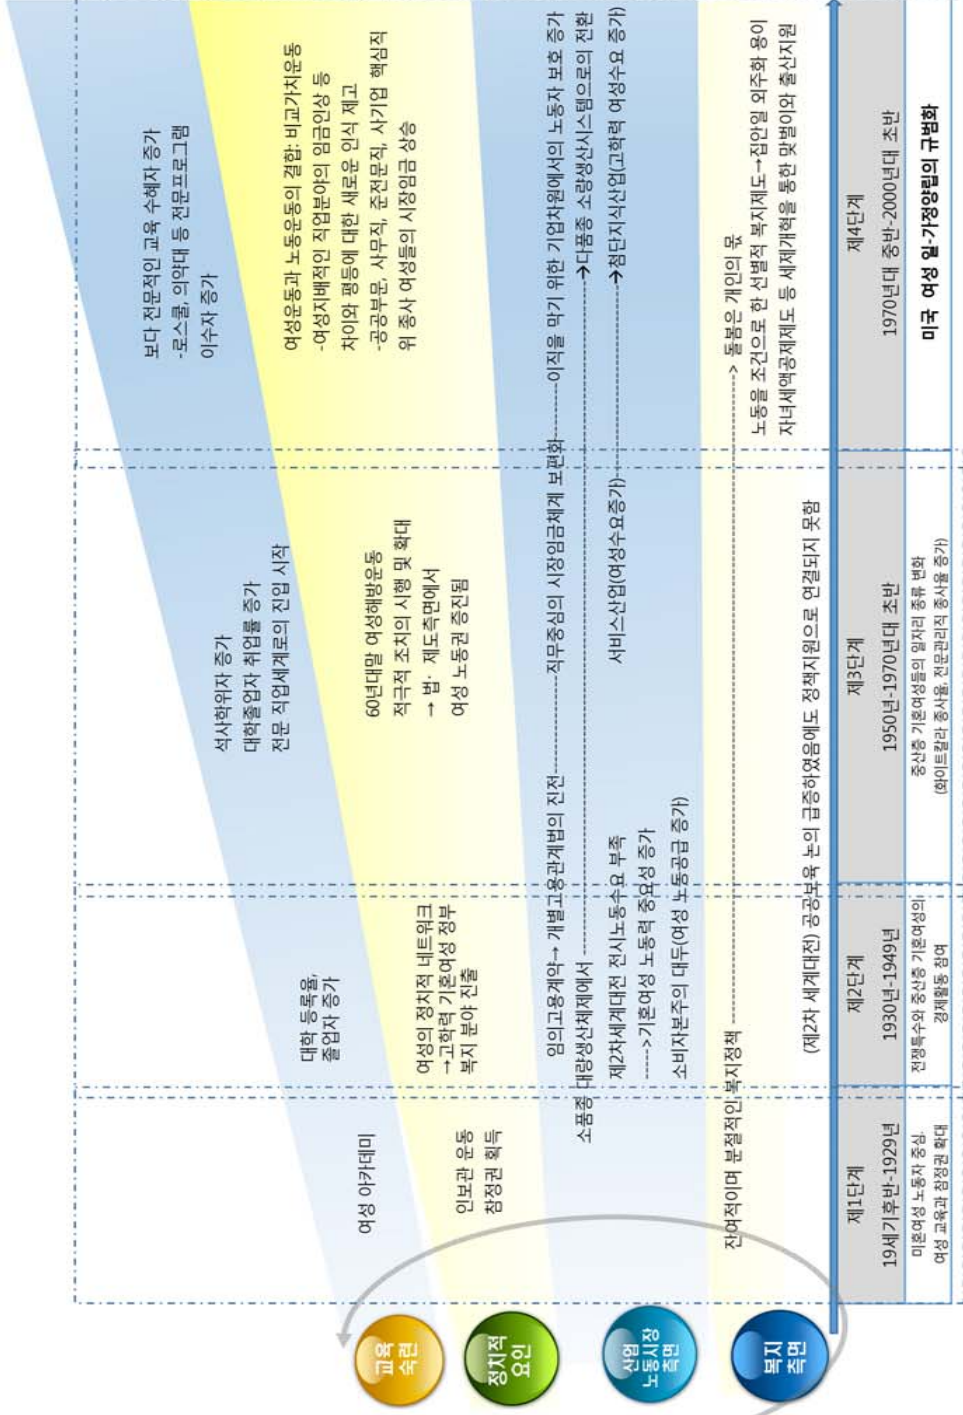 교육
숙련
여성 아카데미
대학 등록율,
졸업자 증가
석사학위자 증가
대학졸업자 취업률 증가
전문 직업세계로의 진입 시작
보다 전문적인 교육 수혜자 증가
-로스쿨, 의약대 등 전문프로그램
이수자 증가
정치적
요인
인보관 운동
참정권 획득
여성의 정치적 네트워크
→고학력 기혼여성 정부
복지 분야 진출
60년대말 여성해방운동
적극적 조치의 시행 및 확대
→ 법· 제도측면에서
여성 노동권 증진됨
여성운동과 노동운동의 결합: 비교가치운동
-여성지배적인 직업분야의 임금인상 등
차이와 평등에 대한 새로운 인식 제고
-공공부문, 사무직, 준전문직, 사기업 핵심직
위 종사 여성들의 시장임금 상승
산업
노동시장
측면
임의고용계약→ 개별고용관계법의 진전---------직무중심의 시장임금체계 보편화--------이직을 막기 위한 기업차원에서의 노동자 보호 증가
소품종 대량생산체제에서 ------------------------→다품종 소량생산시스템으로의 전환
제2차세계대전 전시노동수요 부족
----->기혼여성 노동력 중요성 증가
소비자본주의 대두(여성 노동공급 증가)
서비스산업(여성수요증가)------------------→첨단지식산업(고학력 여성수요 증가)
복지
측면
잔여적이며 분절적인 복지정책------------------------> 돌봄은 개인의 몫
노동을 조건으로 한 선별적 복지제도→집안일 외주화 용이
자녀세액공제제도 등 세제개혁을 통한 맞벌이와 출산지원
(제2차 세계대전) 공공보육 논의 급증하였음에도 정책지원으로 연결되지 못함
제1단계
제2단계
제3단계
제4단계
19세기후반-1929년
1930년-1949년
1950년-1970년대 초반
1970년대 중반-2000년대 초반
미혼여성 노동자 중심.
여성 교육과 참정권 확대
전쟁특수와 중산층 기혼여성의
경제활동 참여
중산층 기혼여성들의 일자리 종류 변화
(화이트칼라 종사율, 전문관리직 종사율 증가)
미국 여성 일-가정양립의 규범화